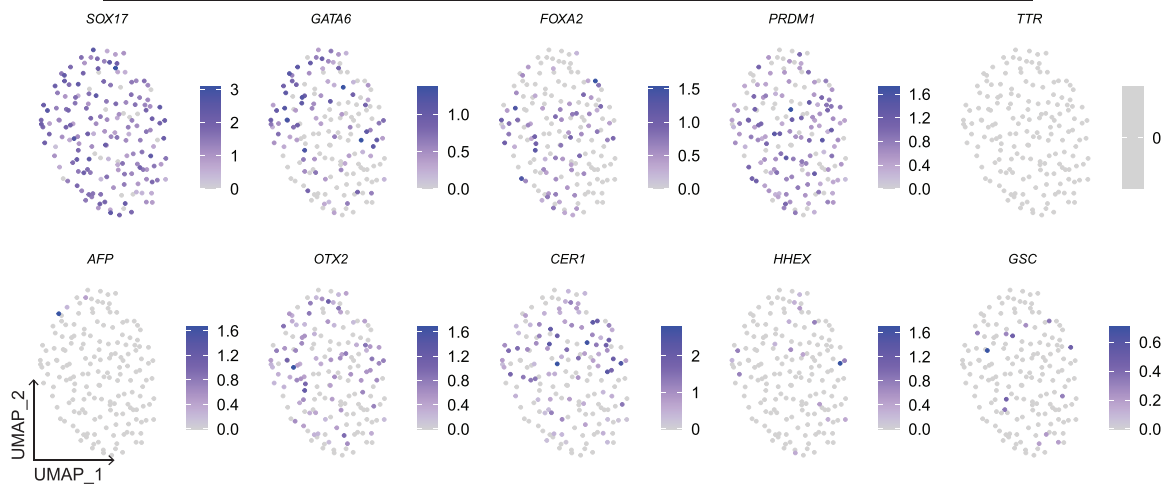 SOX17 GATA6 FOXA2 PRDM1 TTR
3 2 1 0
1.0 0.5 0.0
1.5 1.0 0.5 0.0
1.6 1.2 0.8 0.4 0.0
0
AFP OTX2 CER1 HHEX GSC
1.6 1.2 0.8 0.4 0.0
1.6 1.2 0.8 0.4 0.0
2 1 0
1.6 1.2 0.8 0.4 0.0
0.6 0.4 0.2 0.0
UMAP_2
UMAP_1